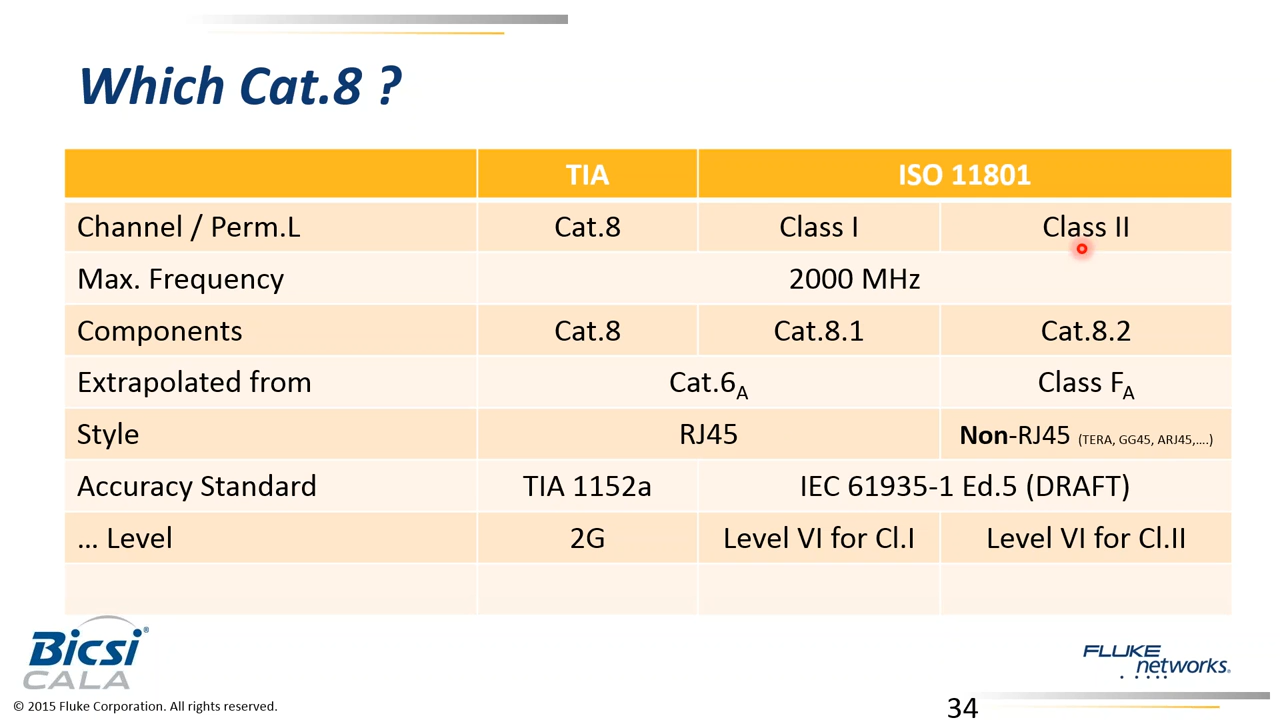 Which Cat.8 ?
TIA ISO 11801
Channel / Perm.L Cat.8 Class I Class II
Max. Frequency 2000 MHz
Components Cat.8 Cat.8.1 Cat.8.2
Extrapolated from Cat.6A Class FA
Style RJ45 Non-RJ45 (TERA, GG45, ARJ45,....)
Accuracy Standard TIA 1152a IEC 61935-1 Ed.5 (DRAFT)
... Level 2G Level VI for Cl.I Level VI for Cl.II
Bicsi®
CALA
FLUKE
networks.
© 2015 Fluke Corporation. All rights reserved.
34